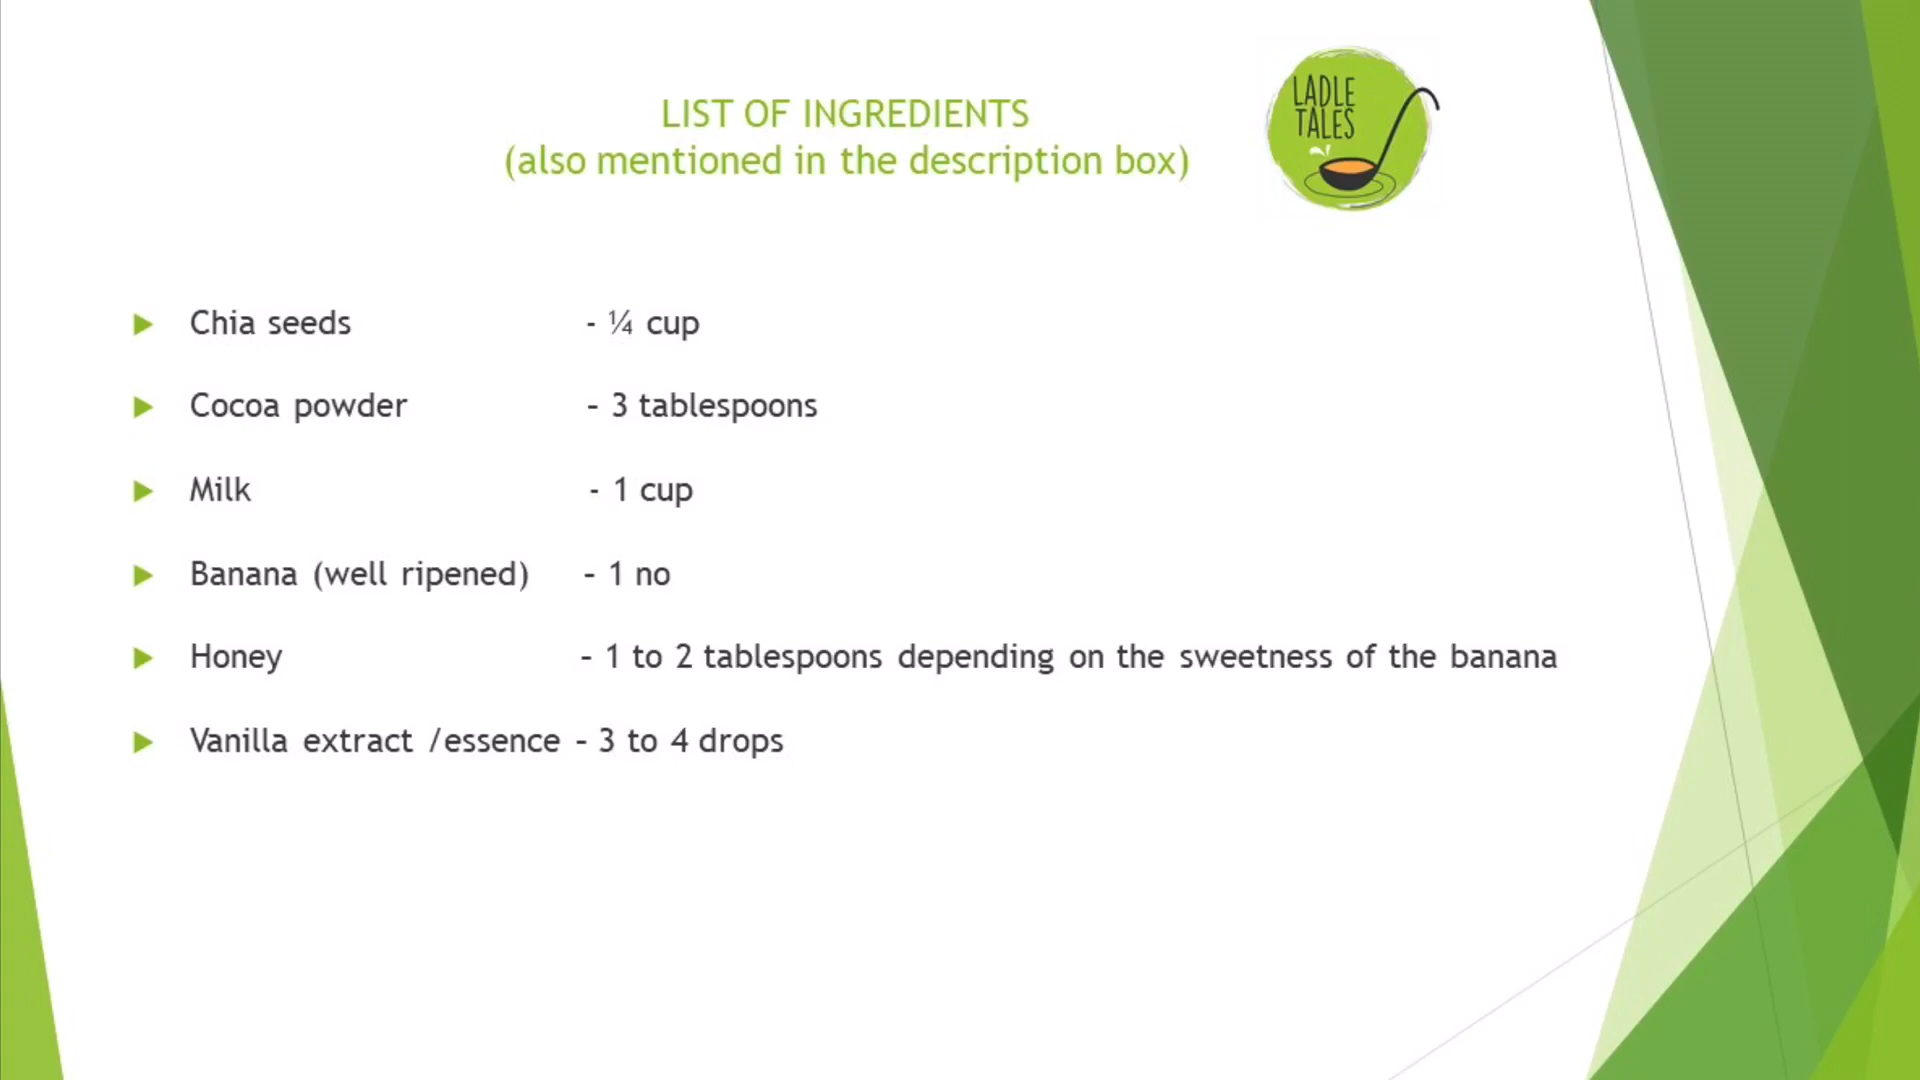 LIST OF INGREDIENTS
(also mentioned in the description box)
LADLE
TALES
Chia seeds - ¼ cup
Cocoa powder – 3 tablespoons
Milk - 1 cup
Banana (well ripened) – 1 no
Honey – 1 to 2 tablespoons depending on the sweetness of the banana
Vanilla extract /essence – 3 to 4 drops